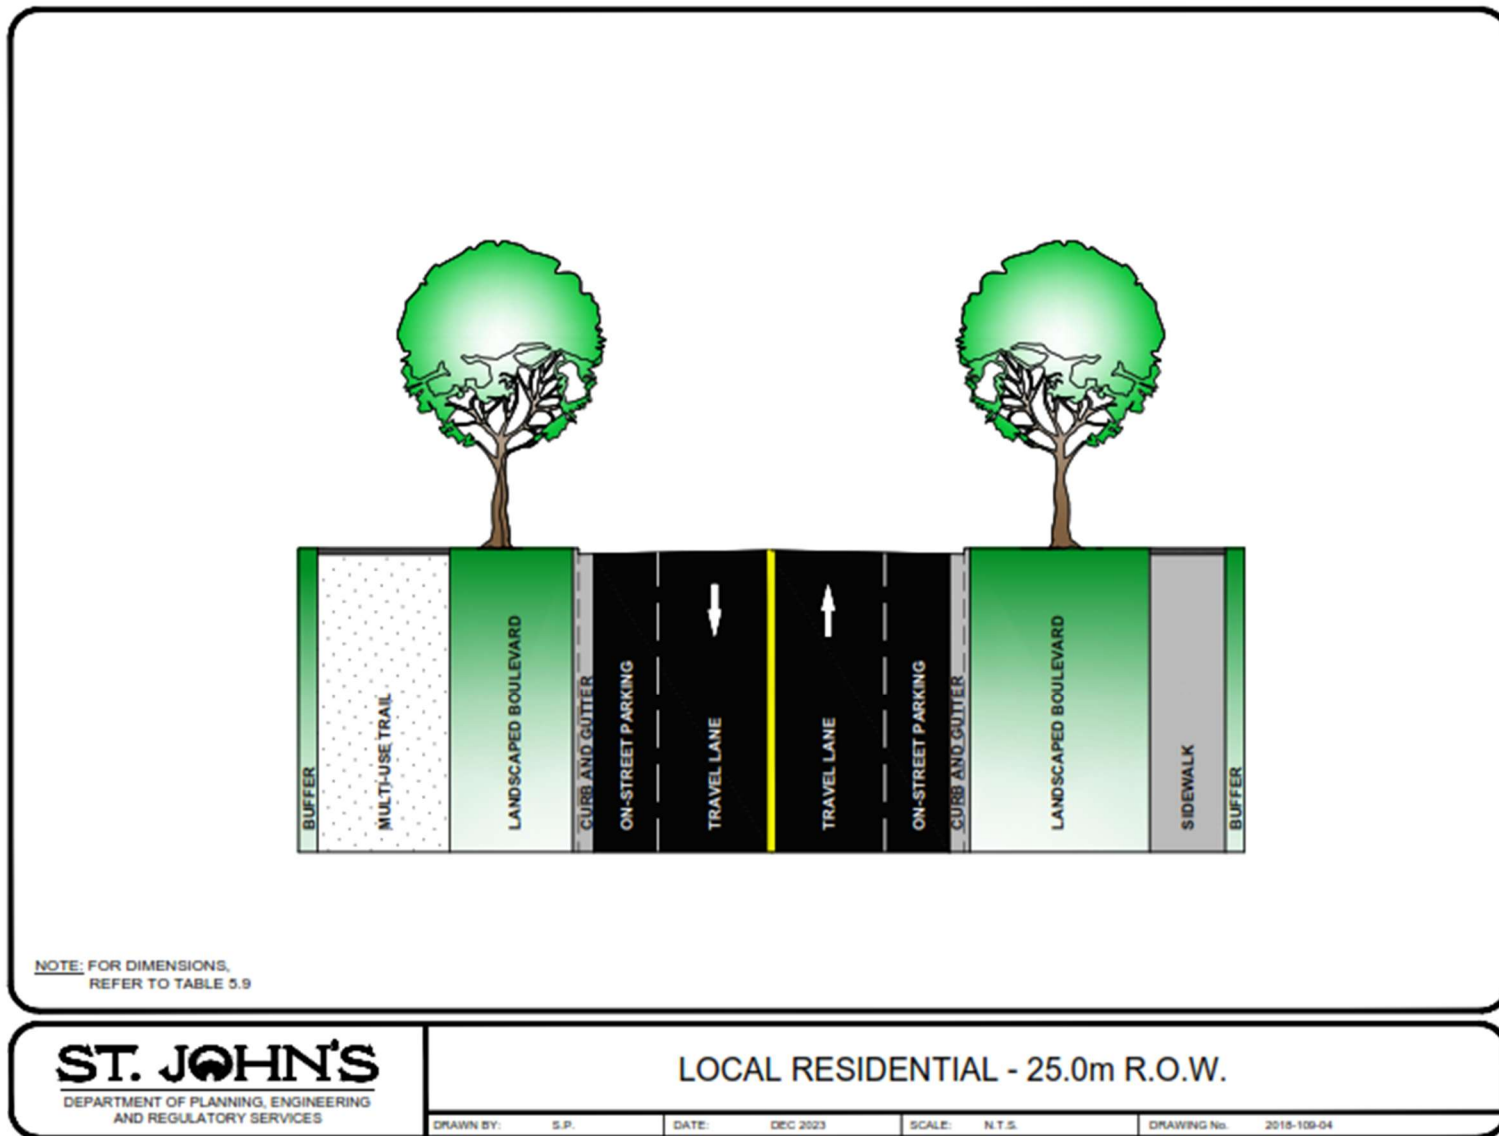 BUFFER
MULTI-USE TRAIL
LANDSCAPED BOULEVARD
CURB AND GUTTER
ON-STREET PARKING
TRAVEL LANE
TRAVEL LANE
ON-STREET PARKING
CURB AND GUTTER
LANDSCAPED BOULEVARD
SIDEWALK
BUFFER
NOTE: FOR DIMENSIONS,
REFER TO TABLE 5.9
ST. JOHN'S
DEPARTMENT OF PLANNING, ENGINEERING
AND REGULATORY SERVICES
LOCAL RESIDENTIAL - 25.0m R.O.W.
DRAWN BY: S.P. DATE: DEC 2023 SCALE: N.T.S. DRAWING No. 2018-109-04